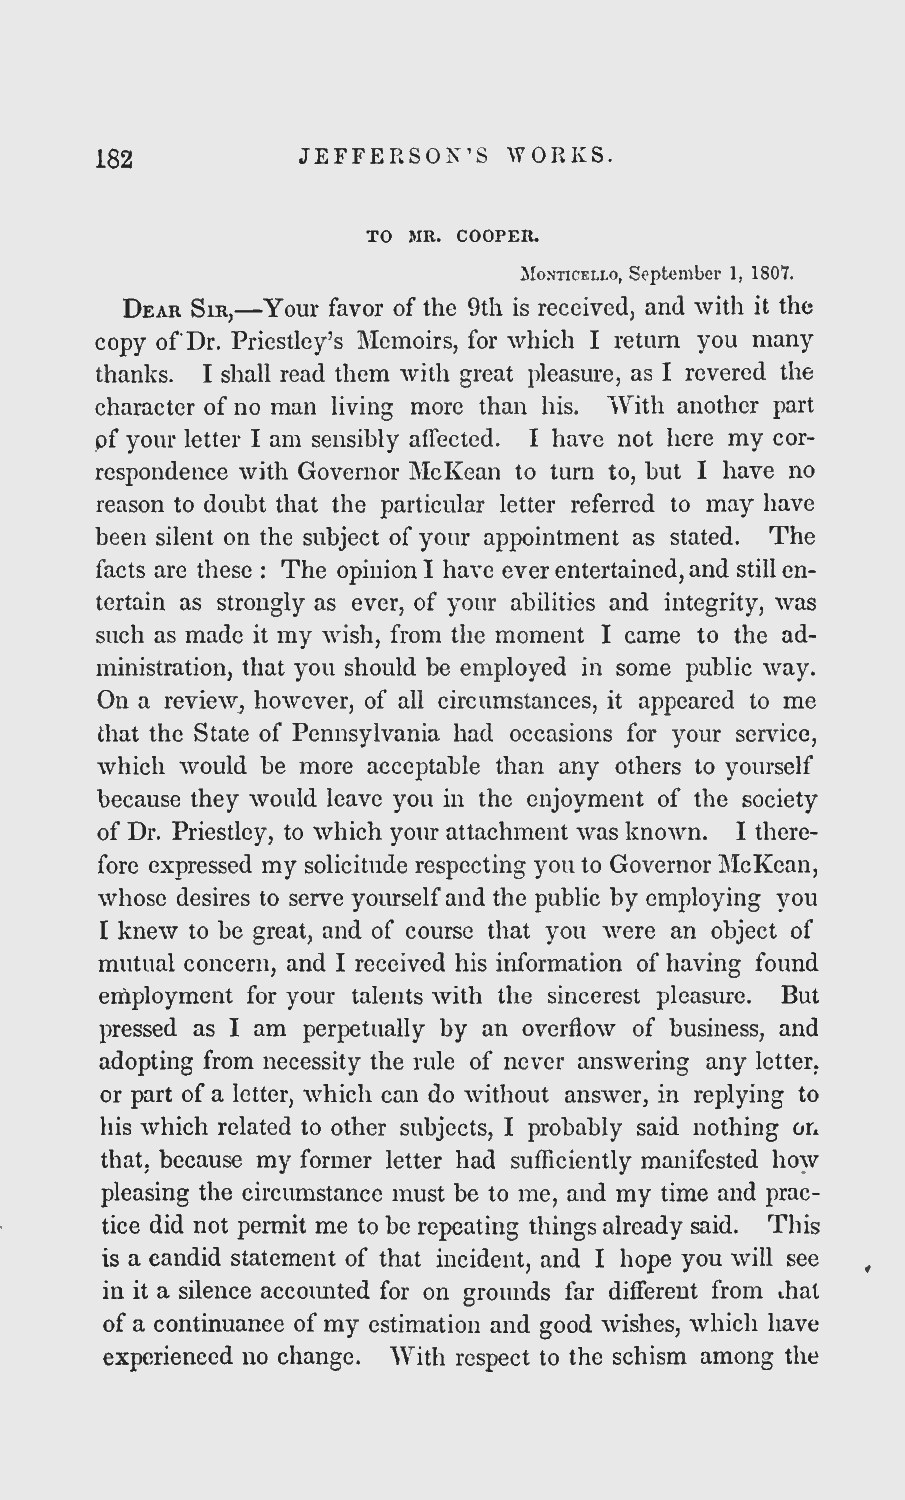 182 JEFFERSON'S WORKS.
TO MR. COOPER.
MONTICELLO, September 1, 1807.
DEAR SIR,—Your favor of the 9th is received, and with it the
copy of Dr. Priestley's Memoirs, for which I return you many
thanks. I shall read them with great pleasure, as I revered the
character of no man living more than his. With another part
of your letter I am sensibly affected. I have not here my cor-
respondence with Governor McKean to turn to, but I have no
reason to doubt that the particular letter referred to may have
been silent on the subject of your appointment as stated. The
facts are these : The opinion I have ever entertained, and still en-
tertain as strongly as ever, of your abilities and integrity, was
such as made it my wish, from the moment I came to the ad-
ministration, that you should be employed in some public way.
On a review, however, of all circumstances, it appeared to me
that the State of Pennsylvania had occasions for your service,
which would be more acceptable than any others to yourself
because they would leave you in the enjoyment of the society
of Dr. Priestley, to which your attachment was known. I there-
fore expressed my solicitude respecting you to Governor McKean,
whose desires to serve yourself and the public by employing you
I knew to be great, and of course that you were an object of
mutual concern, and I received his information of having found
employment for your talents with the sincerest pleasure. But
pressed as I am perpetually by an overflow of business, and
adopting from necessity the rule of never answering any letter,
or part of a letter, which can do without answer, in replying to
his which related to other subjects, I probably said nothing on
that, because my former letter had sufficiently manifested how
pleasing the circumstance must be to me, and my time and prac-
tice did not permit me to be repeating things already said. This
is a candid statement of that incident, and I hope you will see
in it a silence accounted for on grounds far different from that
of a continuance of my estimation and good wishes, which have
experienced no change. With respect to the schism among the